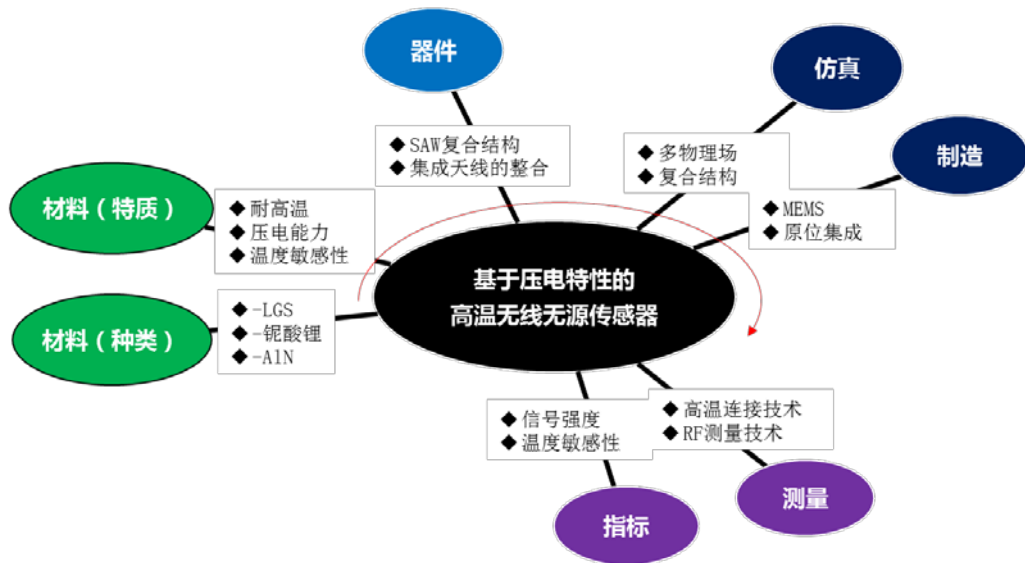 器件
◆ SAW复合结构
◆ 集成天线的整合
仿真
◆ 多物理场
◆ 复合结构
制造
◆ MEMS
◆ 原位集成
材料（特质）
◆ 耐高温
◆ 压电能力
◆ 温度敏感性
材料（种类）
◆ -LGS
◆ -铌酸锂
◆ -AlN
基于压电特性的
高温无线无源传感器
◆ 信号强度
◆ 温度敏感性
指标
◆ 高温连接技术
◆ RF测量技术
测量